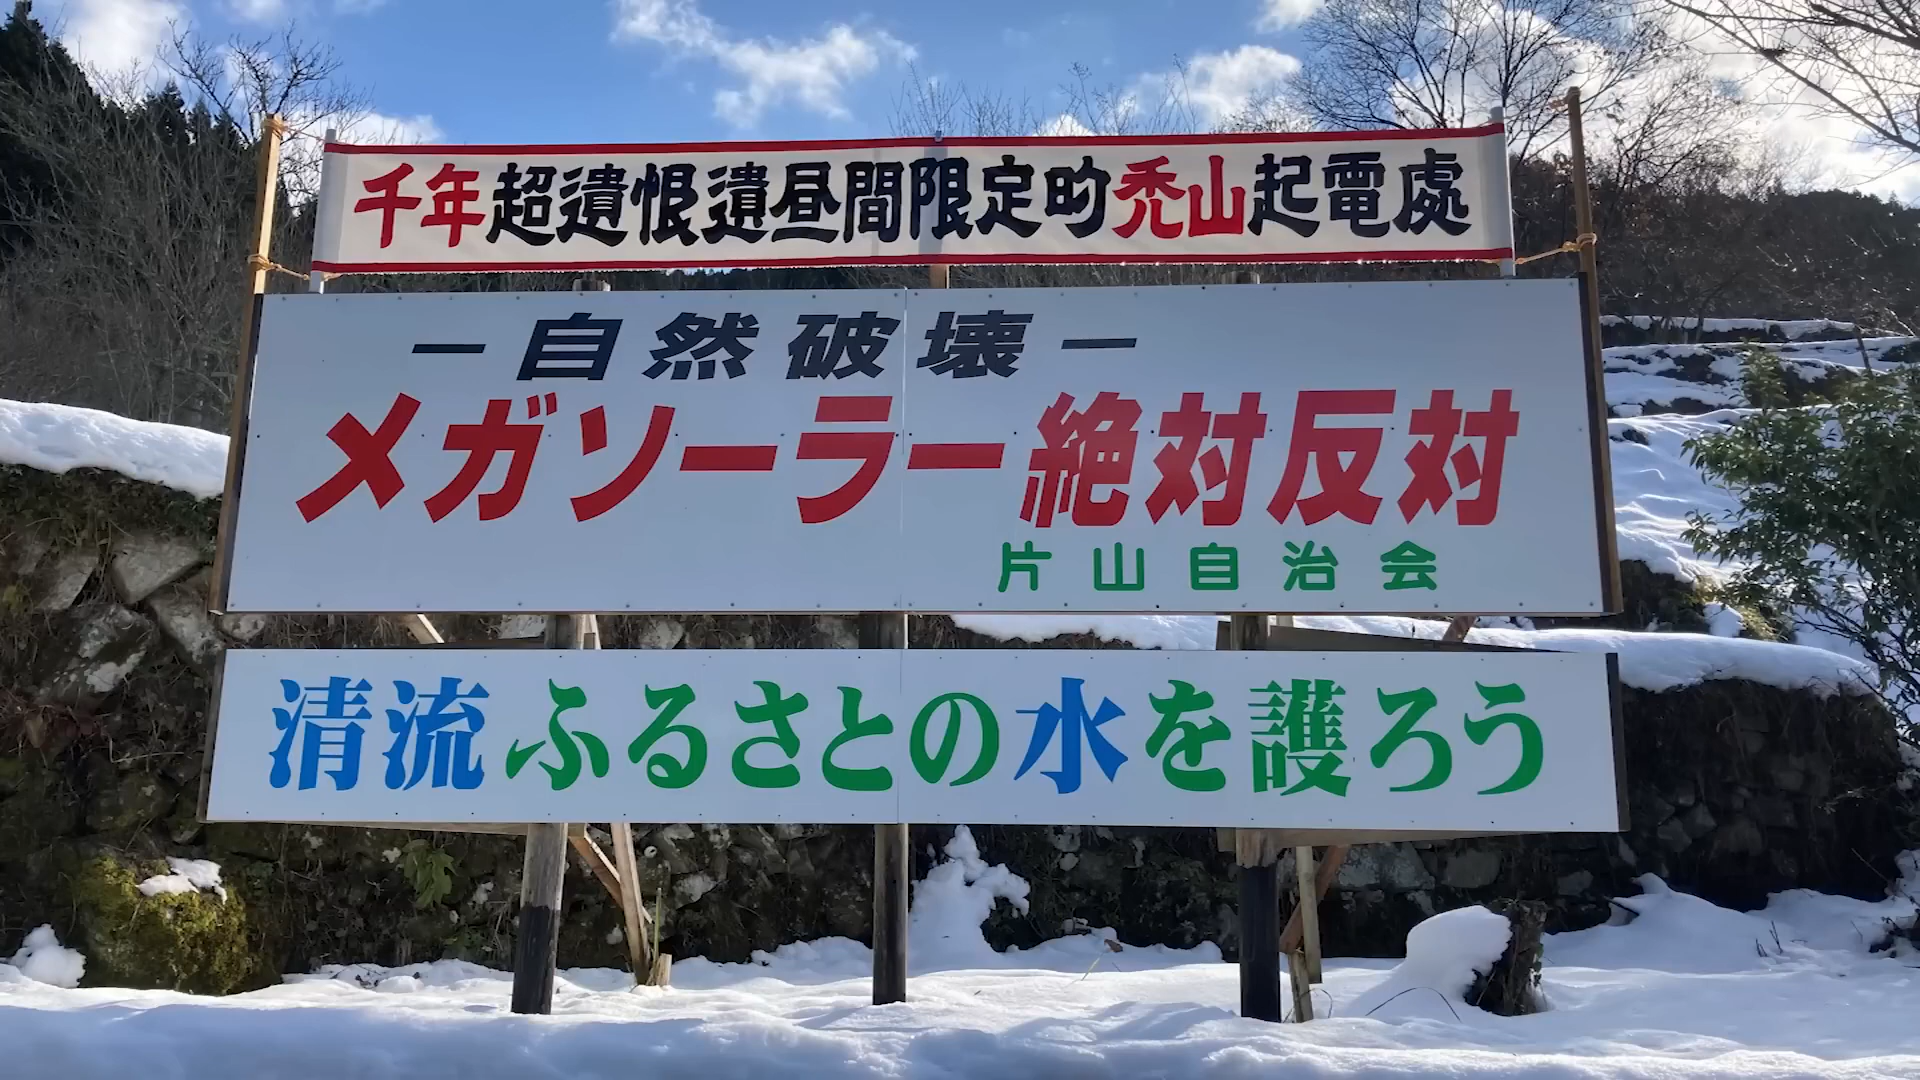 千年超遺恨遺昼間限定的禿山起電處
ー自然破壊ー
メガソーラー絶対反対
片山自治会
清流ふるさとの水を護ろう